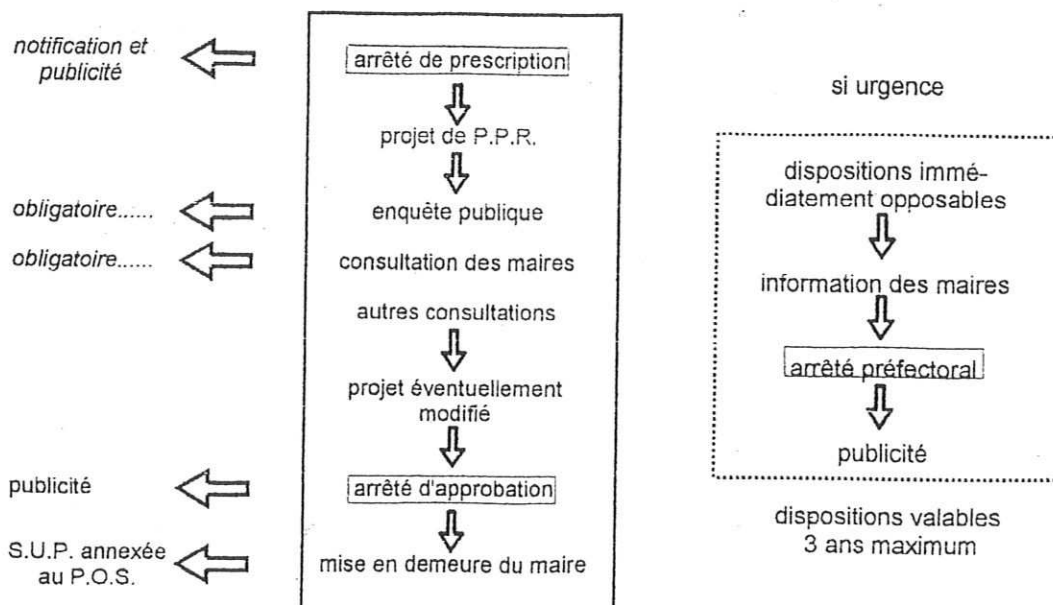 notification et
publicité
arrêté de prescription
projet de P.P.R.
obligatoire......
enquête publique
obligatoire......
consultation des maires
autres consultations
projet éventuellement
modifié
publicité
arrêté d'approbation
S.U.P. annexée
au P.O.S.
mise en demeure du maire
si urgence
dispositions immé-
diatement opposables
information des maires
arrêté préfectoral
publicité
dispositions valables
3 ans maximum